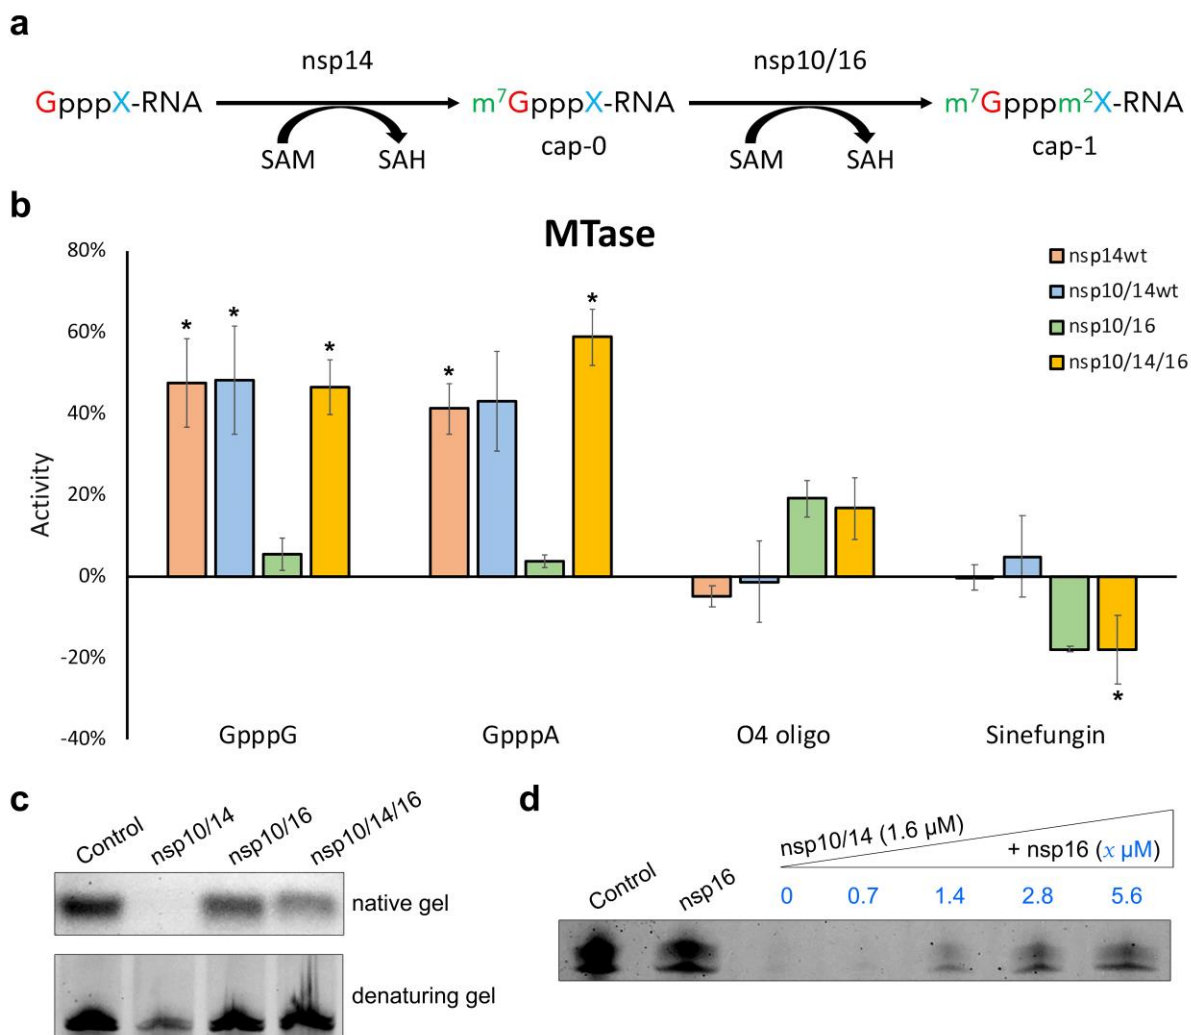 a
nsp14 nsp10/16
GpppX-RNA m⁷GpppX-RNA m⁷Gpppm²X-RNA
SAM SAH cap-0 SAM SAH cap-1
b
MTase
80%
60%
40%
20%
0%
-20%
-40%
Activity
nsp14wt
nsp10/14wt
nsp10/16
nsp10/14/16
* * * * * *
GpppG GpppA O4 oligo Sinefungin
c
Control nsp10/14 nsp10/16 nsp10/14/16
native gel
denaturing gel
d
Control nsp16 nsp10/14 (1.6 µM)
+ nsp16 (x µM)
0 0.7 1.4 2.8 5.6